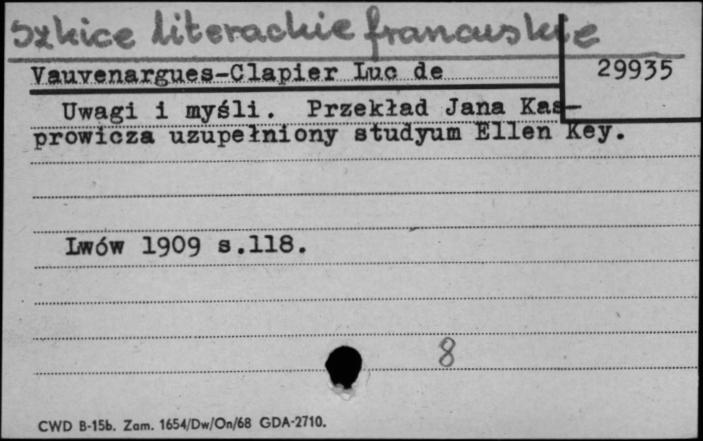 Szkice literackie francuskie
Vauvenargues-Clapier Luc de 29935
Uwagi i myśli. Przekład Jana Kas-
prowicza uzupełniony studyum Ellen Key.
Lwów 1909 s.118.
8
CWD B-15b. Zam. 1654/Dw/On/68 GDA-2710.